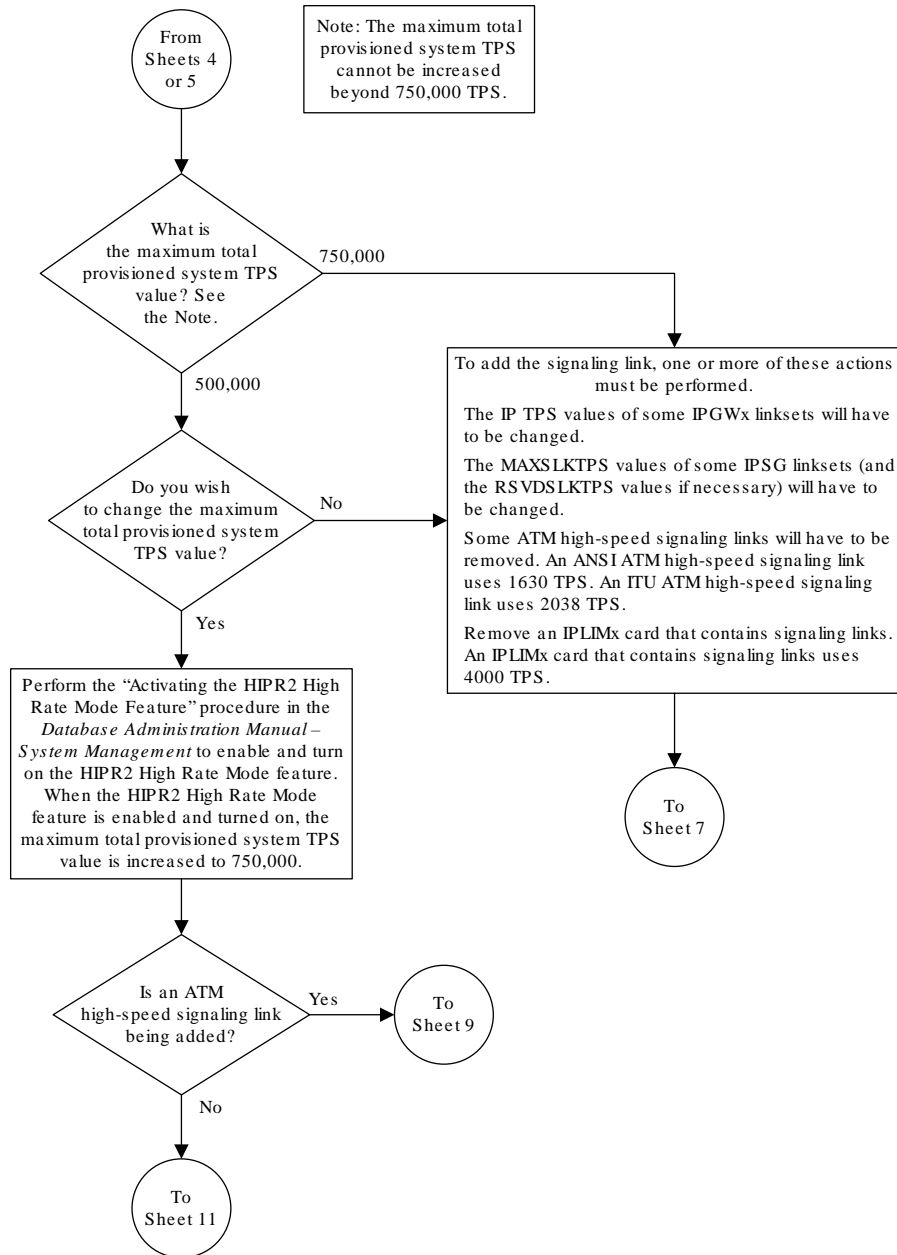 From
Sheets 4
or 5
Note: The maximum total
provisioned system TPS
cannot be increased
beyond 750,000 TPS.
What is
the maximum total
provisioned system TPS
value? See
the Note.
750,000
500,000
To add the signaling link, one or more of these actions
must be performed.
The IP TPS values of some IPGWx linksets will have
to be changed.
The MAXSLKTPS values of some IPSG linksets (and
the RSVDSLKTPS values if necessary) will have to
be changed.
Some ATM high-speed signaling links will have to be
removed. An ANSI ATM high-speed signaling link
uses 1630 TPS. An ITU ATM high-speed signaling
link uses 2038 TPS.
Remove an IPLIMx card that contains signaling links.
An IPLIMx card that contains signaling links uses
4000 TPS.
Do you wish
to change the maximum
total provisioned system
TPS value?
No
Yes
Perform the “Activating the HIPR2 High
Rate Mode Feature” procedure in the
Database Administration Manual –
System Management to enable and turn
on the HIPR2 High Rate Mode feature.
When the HIPR2 High Rate Mode
feature is enabled and turned on, the
maximum total provisioned system TPS
value is increased to 750,000.
To
Sheet 7
Is an ATM
high-speed signaling link
being added?
Yes
To
Sheet 9
No
To
Sheet 11